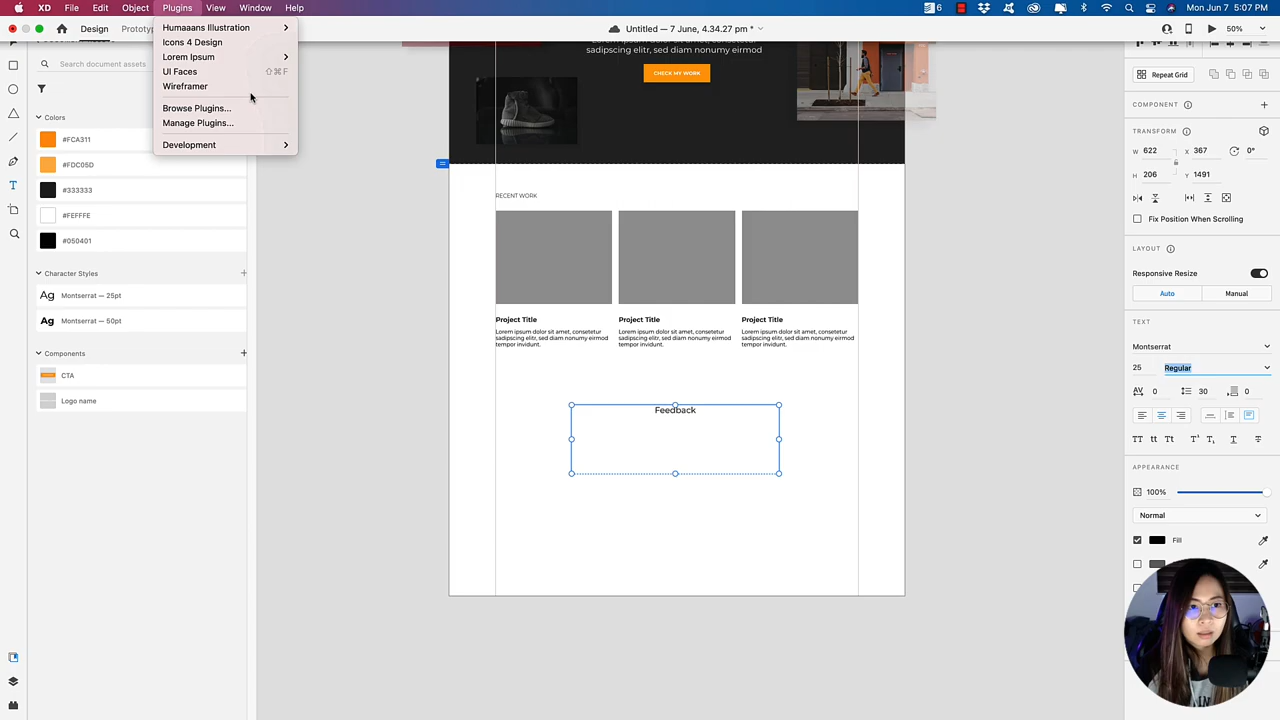 XD File Edit Object Plugins View Window Help
Mon 7 Jun 5:07 PM
Design Prototyp
Untitled — 7 June, 4.34.27 pm *
50%
Search document assets
Humaaans Illustration
Icons 4 Design
Lorem Ipsum
UI Faces ⇧⌘F
Wireframer
Browse Plugins...
Manage Plugins...
Development
Colors
#FCA311
#FDC05D
#333333
#FEFFFE
#050401
Character Styles
Ag Montserrat — 25pt
Ag Montserrat — 50pt
Components
CTA
Logo name
sadipscing elitr, sed diam nonumy eirmod
CHECK MY WORK
RECENT WORK
Project Title
Lorem ipsum dolor sit amet, consetetur
sadipscing elitr, sed diam nonumy eirmod
tempor invidunt.
Project Title
Lorem ipsum dolor sit amet, consetetur
sadipscing elitr, sed diam nonumy eirmod
tempor invidunt.
Project Title
Lorem ipsum dolor sit amet, consetetur
sadipscing elitr, sed diam nonumy eirmod
tempor invidunt.
Feedback
Repeat Grid
COMPONENT
TRANSFORM
W 622 X 367 0°
H 206 Y 1491
Fix Position When Scrolling
LAYOUT
Responsive Resize
Auto Manual
TEXT
Montserrat
25 Regular
AV 0 30 0
APPEARANCE
100%
Normal
Fill